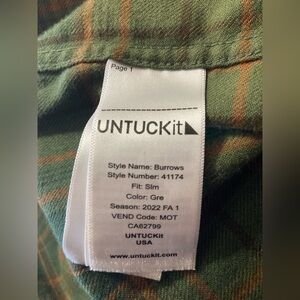 Page 1
UNTUCKit
Style Name: Burrows
Style Number: 41174
Fit: Slm
Color: Gre
Season: 2022 FA 1
VEND Code: MOT
CA62799
UNTUCKit
USA
www.untuckit.com